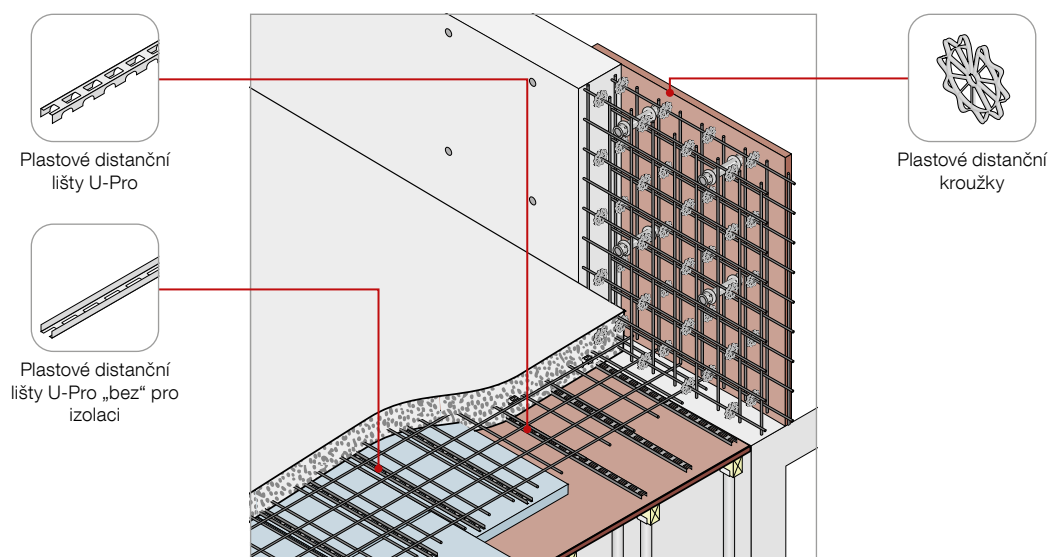 Plastové distanční
lišty U-Pro
Plastové distanční
lišty U-Pro „bez“ pro
izolaci
Plastové distanční
kroužky